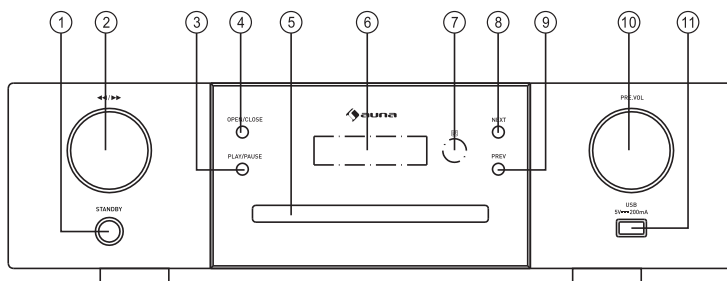 1 2 3 4 5 6 7 8 9 10 11
◀◀/▶▶
PRE.VOL
OPEN/CLOSE
auna
NEXT
PLAY/PAUSE
PREV
STANDBY
USB
5V⎓200mA